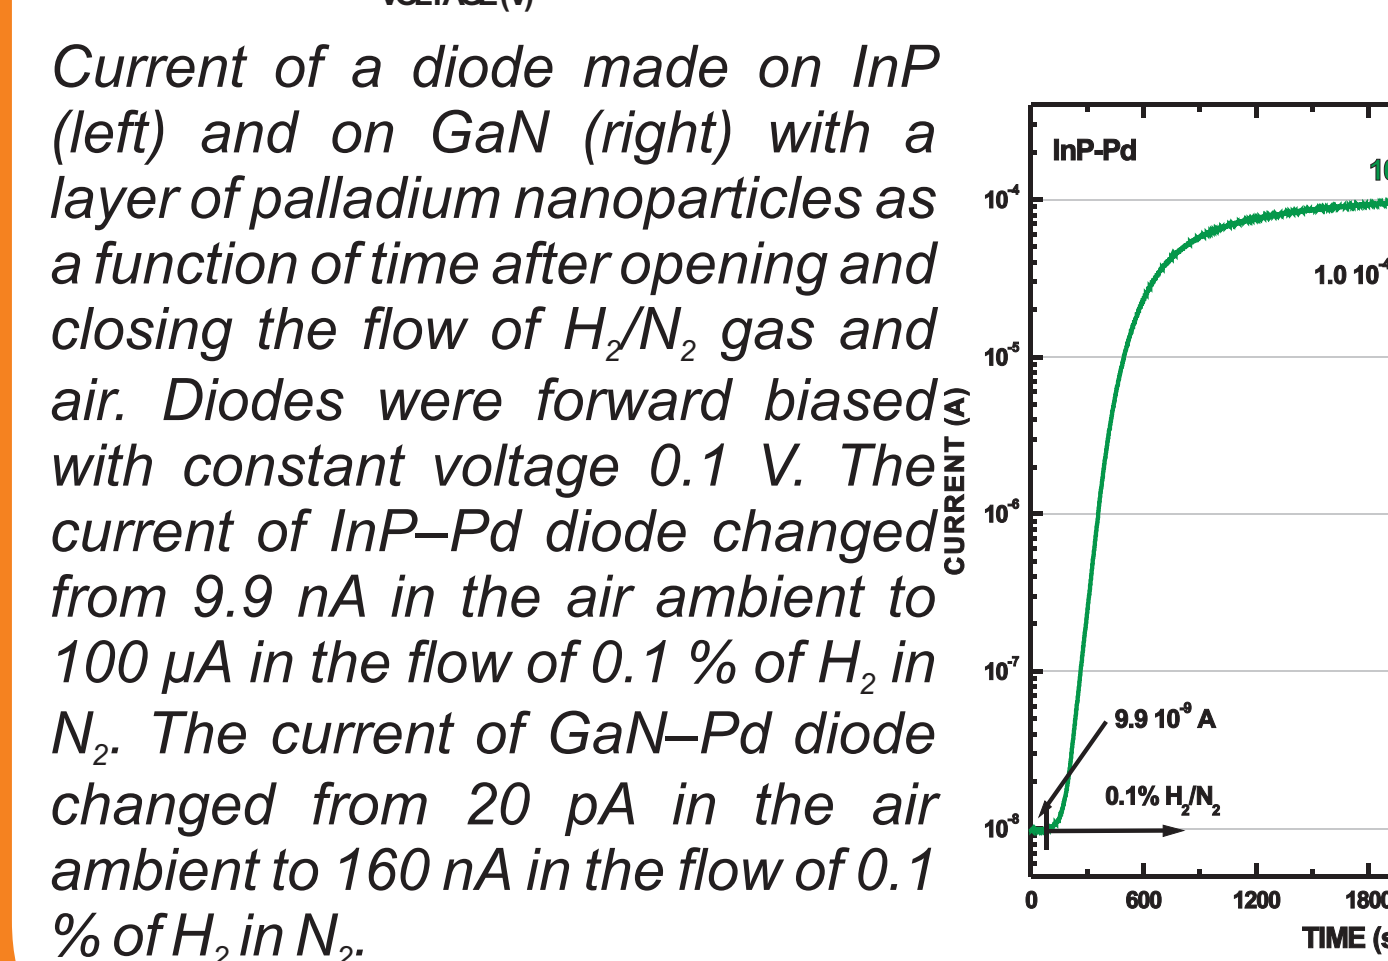 VOLTAGE (V)
Current of a diode made on InP
(left) and on GaN (right) with a
layer of palladium nanoparticles as
a function of time after opening and
closing the flow of H₂/N₂ gas and
air. Diodes were forward biased
with constant voltage 0.1 V. The
current of InP–Pd diode changed
from 9.9 nA in the air ambient to
100 µA in the flow of 0.1 % of H₂ in
N₂. The current of GaN–Pd diode
changed from 20 pA in the air
ambient to 160 nA in the flow of 0.1
% of H₂ in N₂.
InP-Pd
10
10⁻⁴
1.0 10⁻⁴
10⁻⁵
CURRENT (A)
10⁻⁶
10⁻⁷
9.9 10⁻⁹ A
0.1% H₂/N₂
10⁻⁸
0 600 1200 1800
TIME (s